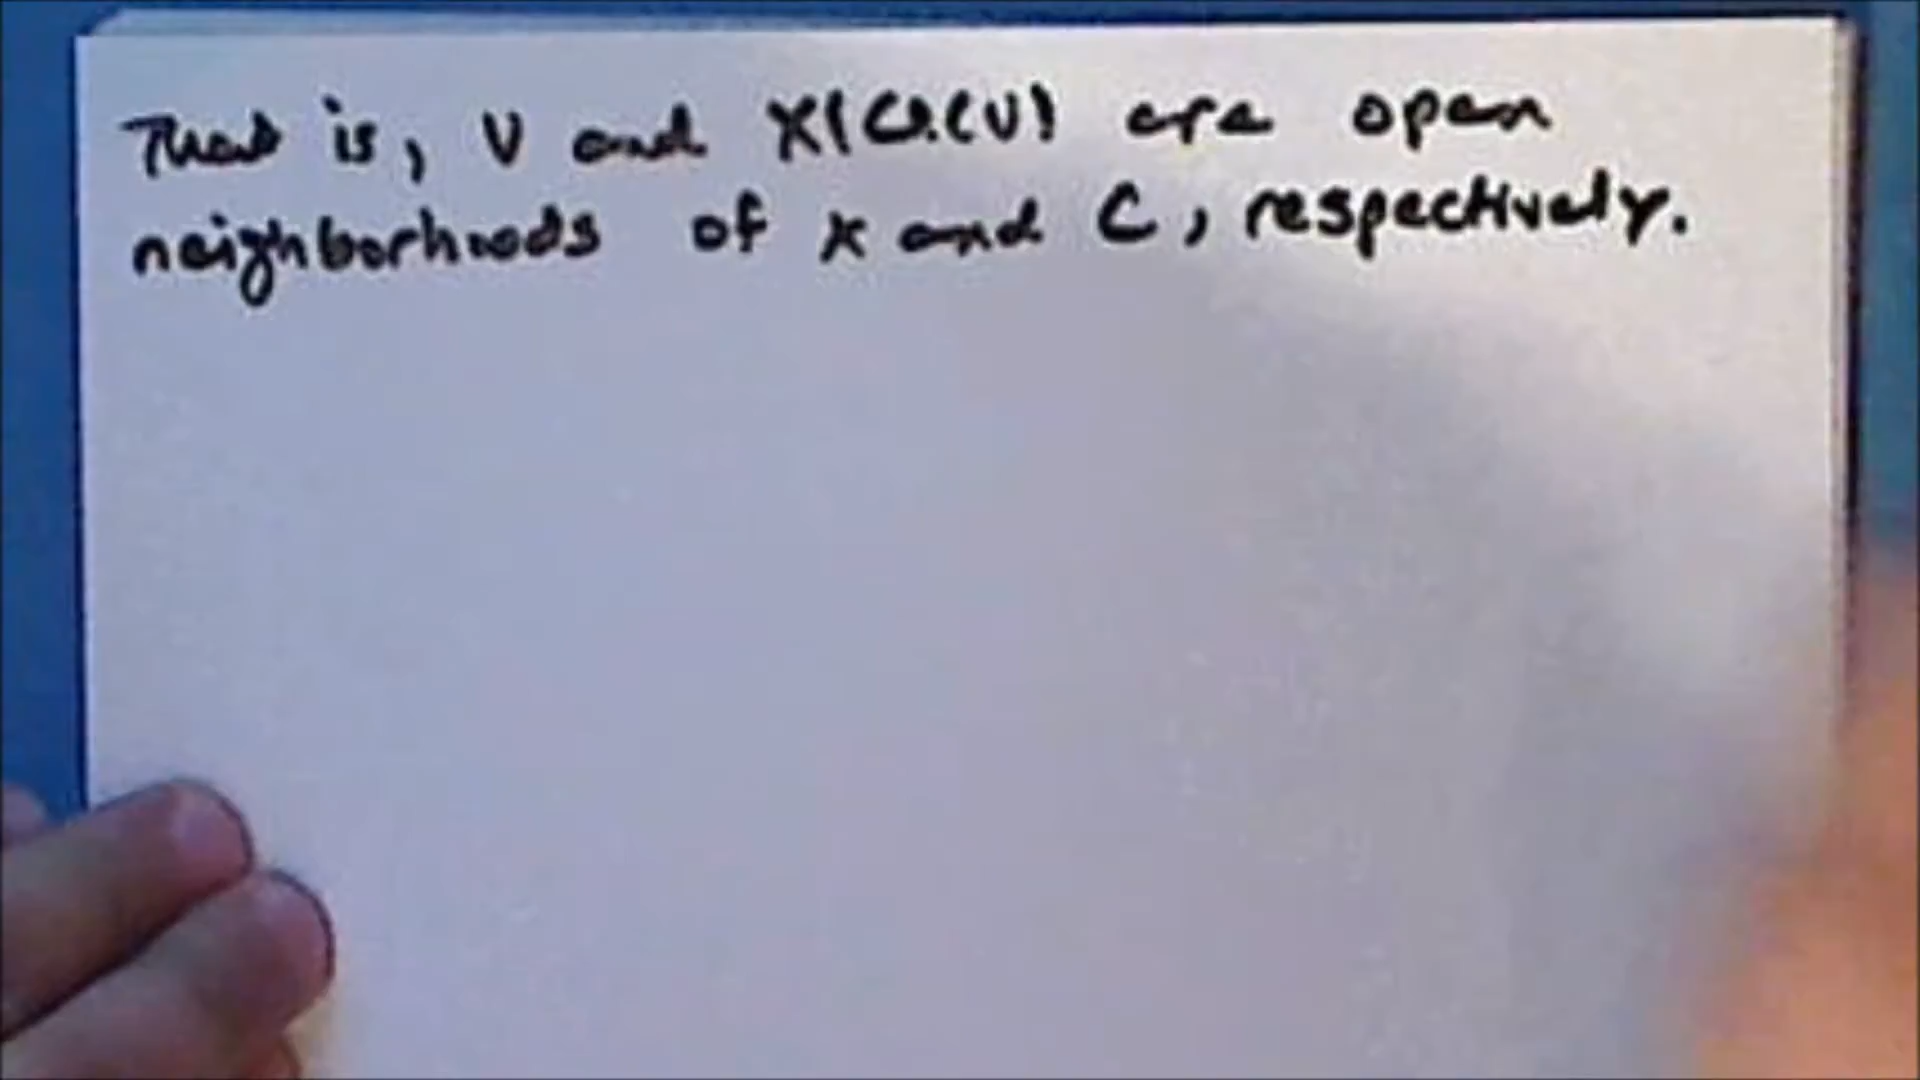 That is, V and X\Cl(V) are open
neighborhoods of x and C, respectively.